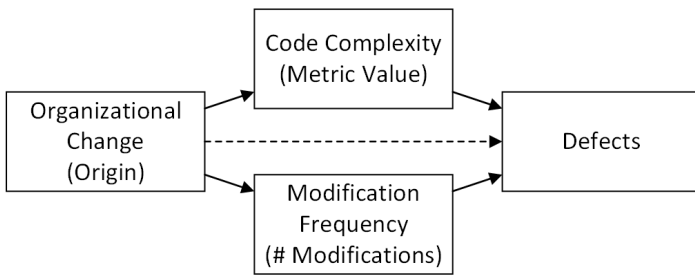 Code Complexity
(Metric Value)
Organizational
Change
(Origin)
Defects
Modification
Frequency
(# Modifications)